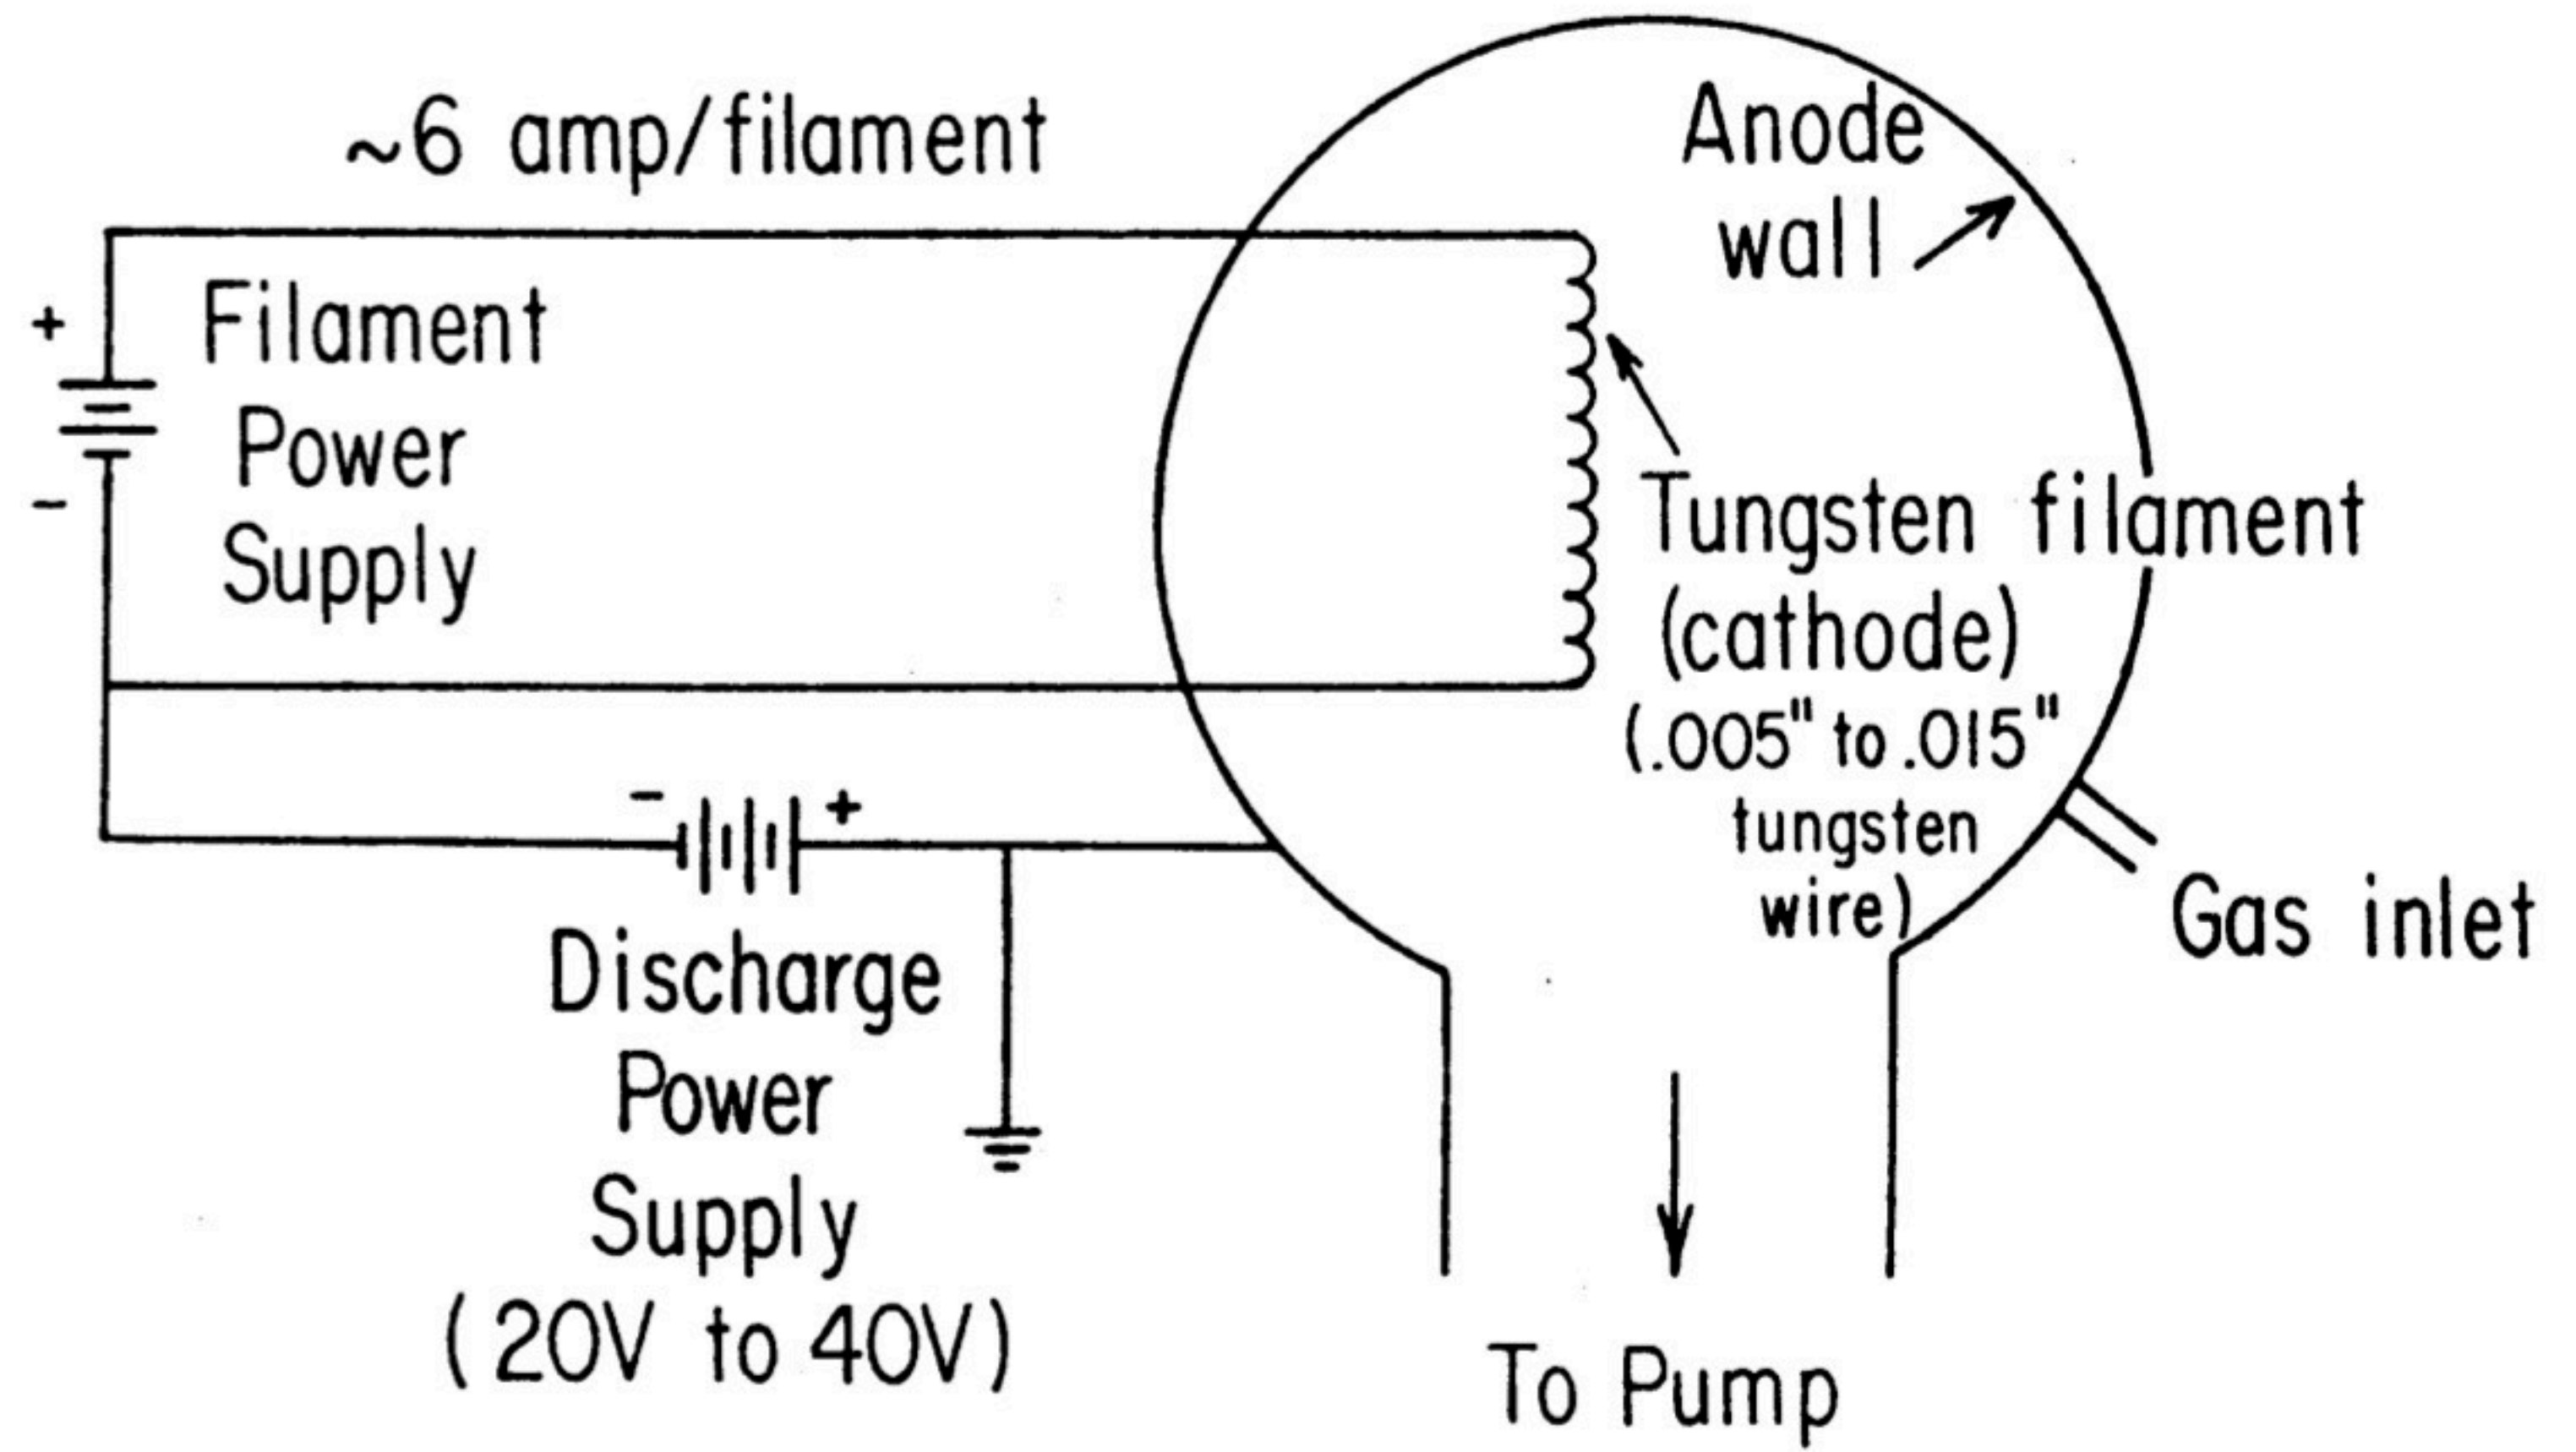 ~6 amp/filament
Anode
wall
+
Filament
Power
Supply
-
Tungsten filament
(cathode)
(.005" to .015"
tungsten
wire)
- +
Discharge
Power
Supply
(20V to 40V)
Gas inlet
To Pump